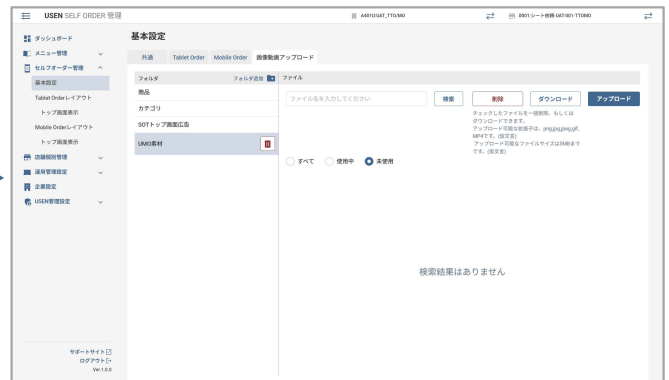 USEN SELF ORDER 管理
A401:U/UAT_TTO/MO
0001:シート依頼-UAT-001-TTOMO
ダッシュボード
メニュー管理
セルフオーダー管理
基本設定
Tablet Orderレイアウト
トップ画面表示
Mobile Orderレイアウト
トップ画面表示
店舗個別管理
運用管理設定
企業設定
USEN管理設定
サポートサイト
ログアウト
Ver.1.0.0
基本設定
共通 Tablet Order Mobile Order 画像動画アップロード
フォルダ フォルダ追加
商品
カテゴリ
SOTトップ画面広告
UMO素材
ファイル
ファイル名を入力してください 検索 削除 ダウンロード アップロード
チェックしたファイルを一括削除、もしくは
ダウンロードできます。
アップロード可能な拡張子は、png,jpg,jpeg,gif,
MP4です。(仮文言)
アップロード可能なファイルサイズは5MBまで
です。(仮文言)
すべて 使用中 未使用
検索結果はありません